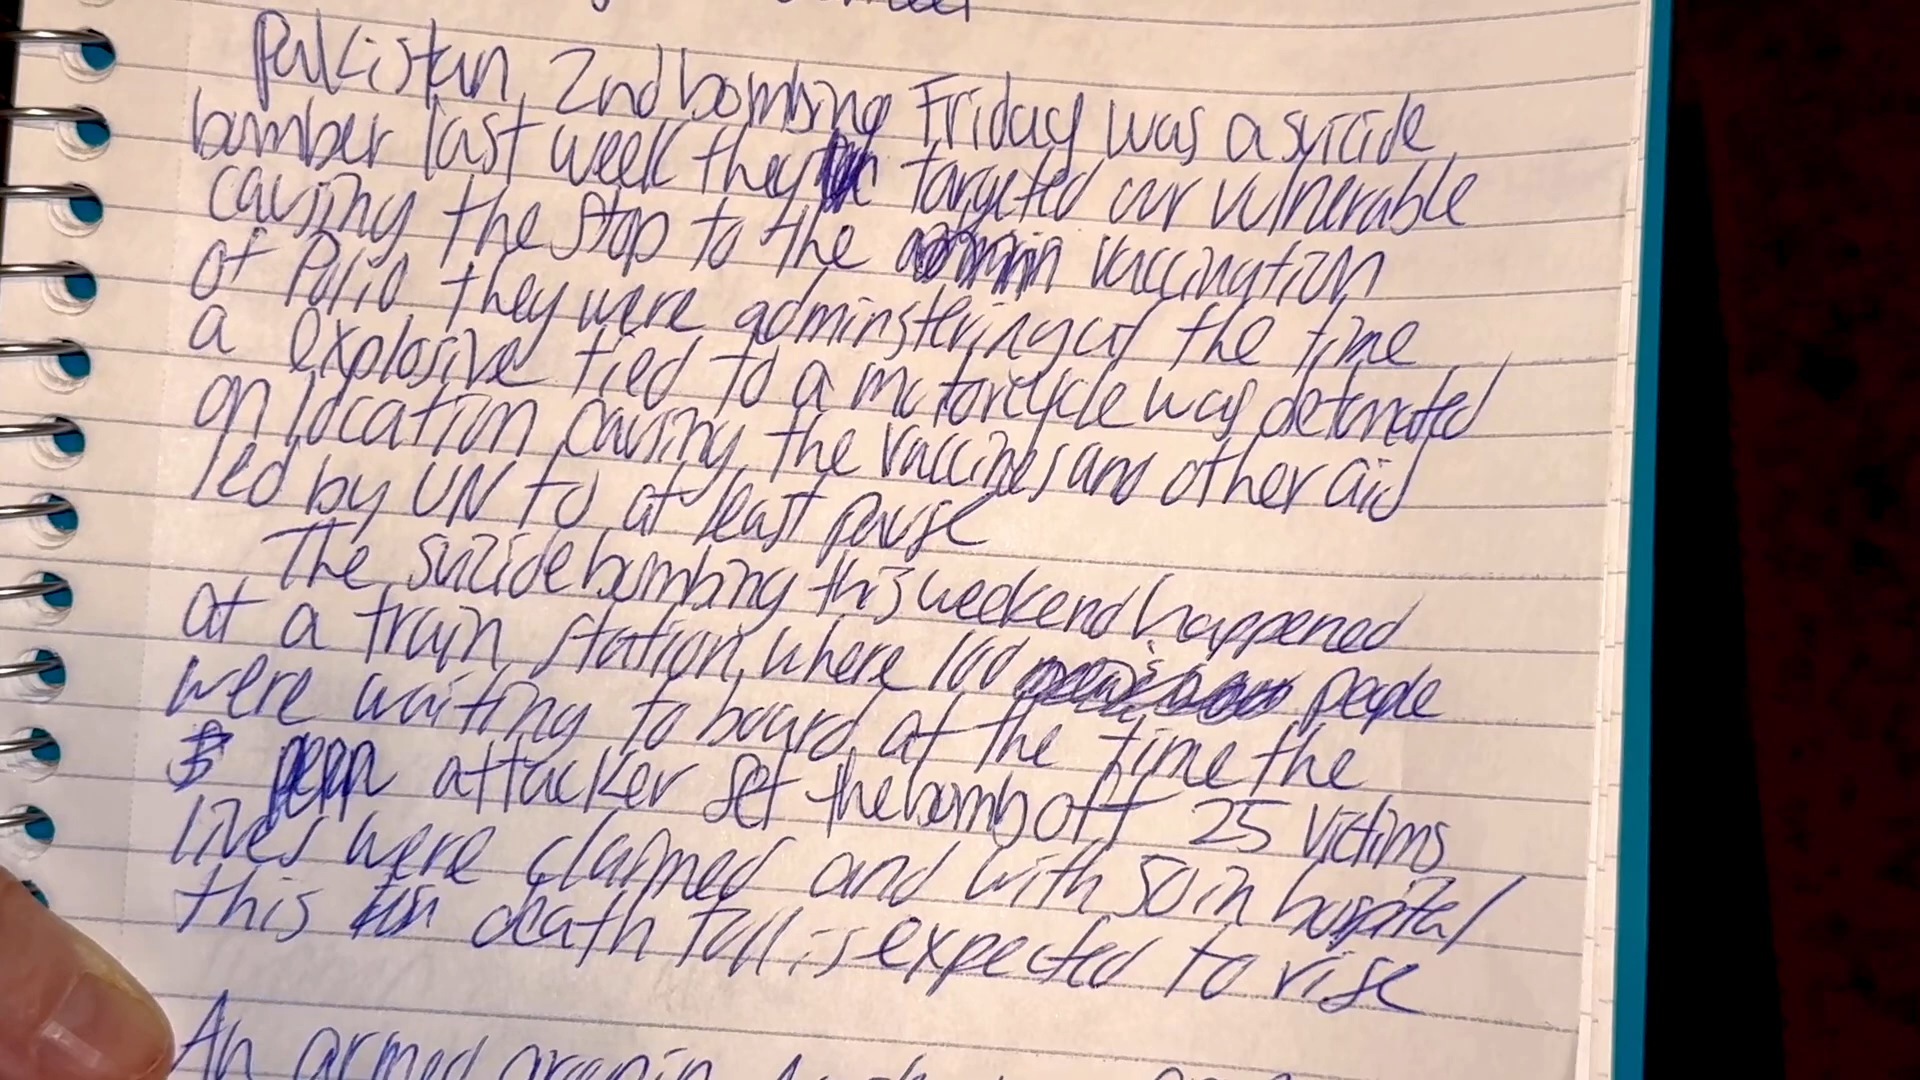 Pakistan, 2nd bombing Friday was a suicide
bomber last week they targeted our vulnerable
causing the stop to the vaccination
of Polio they were adminstering at the time
a explosive tied to a motorcycle was detonated
on location causing the vaccines and other aid
led by UN to at least pause
The suicide bombing this weekend happened
at a train station, where 100 people
were waiting to board at the time the
attacker set the bomb off 25 victims
lives were claimed and with 50 in hospital
this death toll is expected to rise
An armed